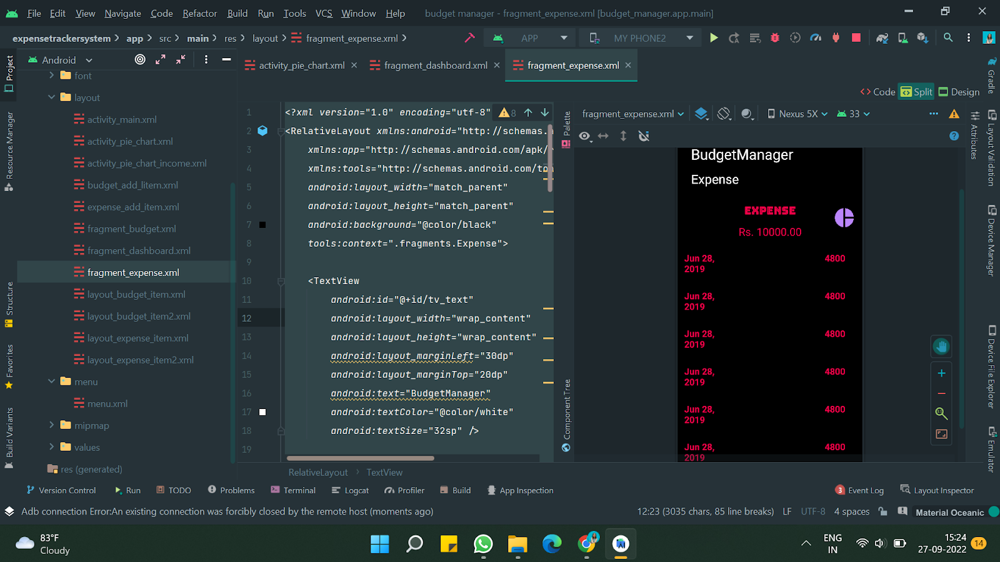 File Edit View Navigate Code Refactor Build Run Tools VCS Window Help budget manager - fragment_expense.xml [budget_manager.app.main]
expensetrackersystem app src main res layout fragment_expense.xml APP MY PHONE2
Android
activity_pie_chart.xml fragment_dashboard.xml fragment_expense.xml
Code Split Design
Project
Resource Manager
Structure
Favorites
Build Variants
font
layout
activity_main.xml
activity_pie_chart.xml
activity_pie_chart_income.xml
budget_add_litem.xml
expense_add_item.xml
fragment_budget.xml
fragment_dashboard.xml
fragment_expense.xml
layout_budget_item.xml
layout_budget_item2.xml
layout_expense_item.xml
layout_expense_item2.xml
menu
menu.xml
mipmap
values
res (generated)
1 <?xml version="1.0" encoding="utf-8" 8
2 <RelativeLayout xmlns:android="http://schemas.
3 xmlns:app="http://schemas.android.com/apk/
4 xmlns:tools="http://schemas.android.com/to
5 android:layout_width="match_parent"
6 android:layout_height="match_parent"
7 android:background="@color/black"
8 tools:context=".fragments.Expense">
9
10 <TextView
11 android:id="@+id/tv_text"
12 android:layout_width="wrap_content"
13 android:layout_height="wrap_content"
14 android:layout_marginLeft="30dp"
15 android:layout_marginTop="20dp"
16 android:text="BudgetManager"
17 android:textColor="@color/white"
18 android:textSize="32sp" />
19
RelativeLayout > TextView
Palette
Component Tree
fragment_expense.xml Nexus 5X 33
BudgetManager
Expense
EXPENSE
Rs. 10000.00
Jun 28, 4800
2019
Jun 28, 4800
2019
Jun 28, 4800
2019
Jun 28, 4800
2019
Jun 28, 4800
2019
Jun 28, 4800
2019
1:1
Attributes
Gradle
Layout Validation
Device Manager
Device File Explorer
Emulator
Version Control Run TODO Problems Terminal Logcat Profiler Build App Inspection 3 Event Log Layout Inspector
Adb connection Error:An existing connection was forcibly closed by the remote host (moments ago) 12:23 (3035 chars, 85 line breaks) LF UTF-8 4 spaces Material Oceanic
83°F
Cloudy
ENG
IN
15:24
27-09-2022
14